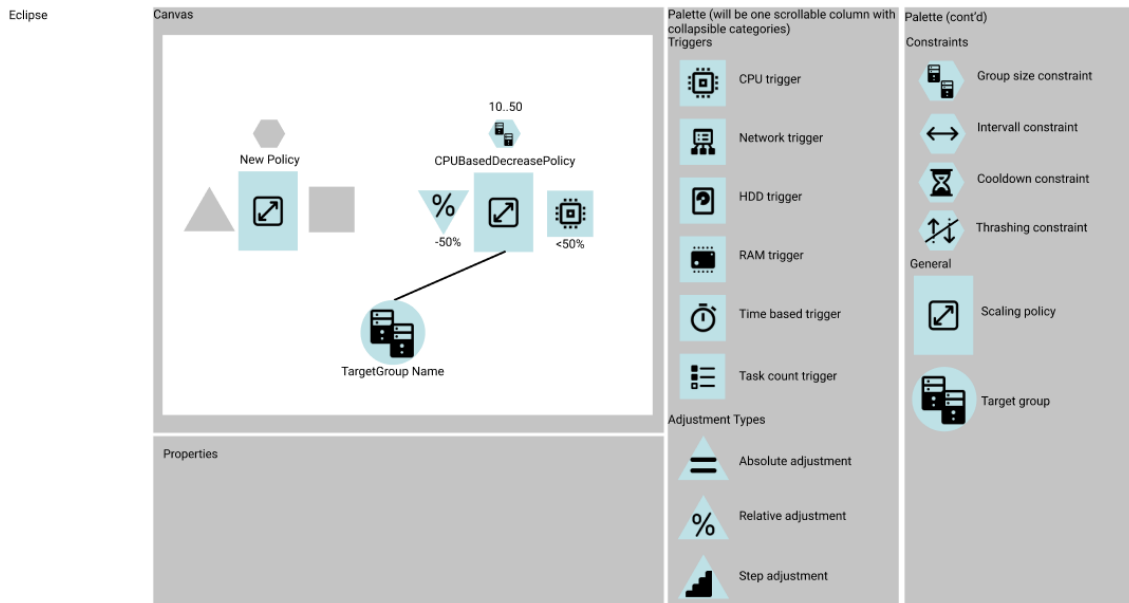 Eclipse
Canvas
10..50
New Policy
CPUBasedDecreasePolicy
%
-50%
<50%
TargetGroup Name
Properties
Palette (will be one scrollable column with
collapsible categories)
Triggers
CPU trigger
Network trigger
HDD trigger
RAM trigger
Time based trigger
Task count trigger
Adjustment Types
Absolute adjustment
%
Relative adjustment
Step adjustment
Palette (cont'd)
Constraints
Group size constraint
Intervall constraint
Cooldown constraint
Thrashing constraint
General
Scaling policy
Target group